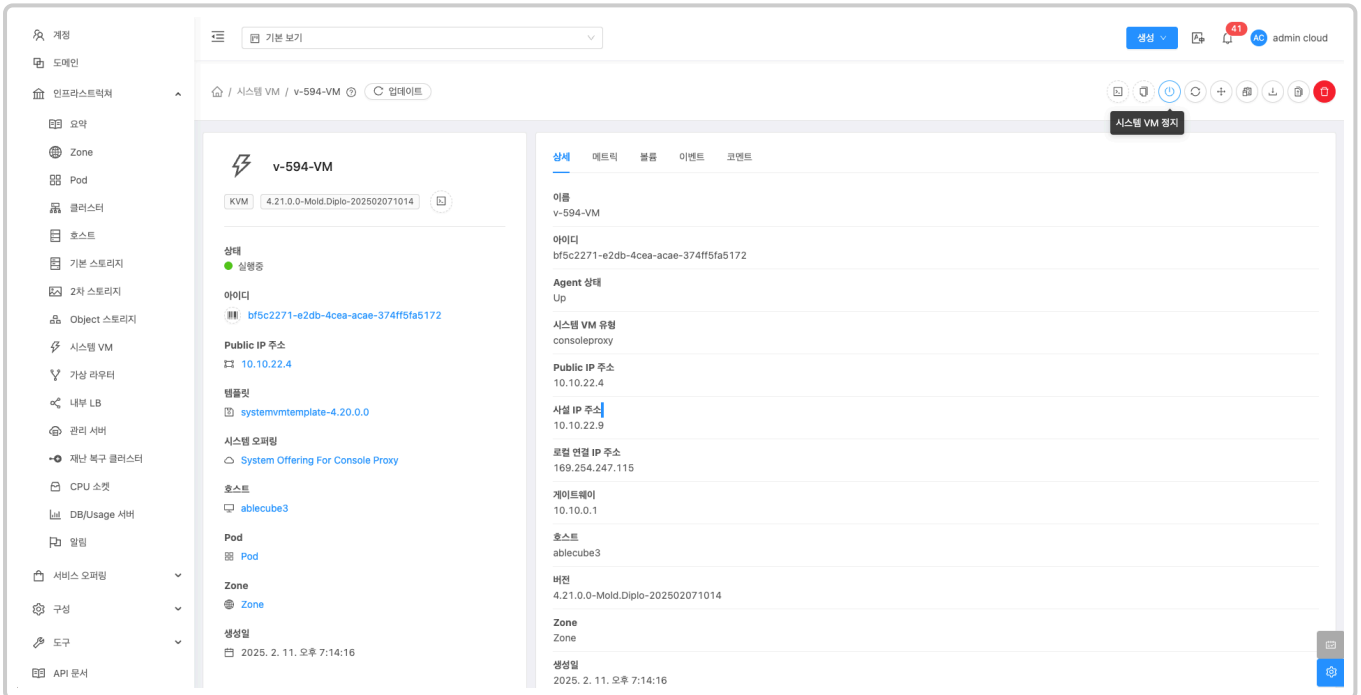 계정
도메인
인프라스트럭쳐
요약
Zone
Pod
클러스터
호스트
기본 스토리지
2차 스토리지
Object 스토리지
시스템 VM
가상 라우터
내부 LB
관리 서버
재난 복구 클러스터
CPU 소켓
DB/Usage 서버
알림
서비스 오퍼링
구성
도구
API 문서
기본 보기
생성
41
AC admin cloud
/ 시스템 VM / v-594-VM 업데이트
시스템 VM 정지
v-594-VM
KVM 4.21.0.0-Mold.Diplo-202502071014
상태
실행중
아이디
bf5c2271-e2db-4cea-acae-374ff5fa5172
Public IP 주소
10.10.22.4
템플릿
systemvmtemplate-4.20.0.0
시스템 오퍼링
System Offering For Console Proxy
호스트
ablecube3
Pod
Pod
Zone
Zone
생성일
2025. 2. 11. 오후 7:14:16
상세 메트릭 볼륨 이벤트 코멘트
이름
v-594-VM
아이디
bf5c2271-e2db-4cea-acae-374ff5fa5172
Agent 상태
Up
시스템 VM 유형
consoleproxy
Public IP 주소
10.10.22.4
사설 IP 주소
10.10.22.9
로컬 연결 IP 주소
169.254.247.115
게이트웨이
10.10.0.1
호스트
ablecube3
버전
4.21.0.0-Mold.Diplo-202502071014
Zone
Zone
생성일
2025. 2. 11. 오후 7:14:16